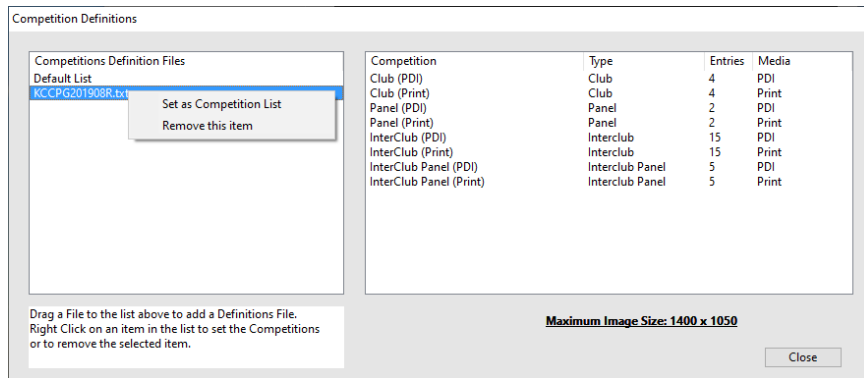 Competition Definitions
Competitions Definition Files
Default List
KCCPG201908R.txt
Set as Competition List
Remove this item
Competition Type Entries Media
Club (PDI) Club 4 PDI
Club (Print) Club 4 Print
Panel (PDI) Panel 2 PDI
Panel (Print) Panel 2 Print
InterClub (PDI) Interclub 15 PDI
InterClub (Print) Interclub 15 Print
InterClub Panel (PDI) Interclub Panel 5 PDI
InterClub Panel (Print) Interclub Panel 5 Print
Drag a File to the list above to add a Definitions File.
Right Click on an item in the list to set the Competitions
or to remove the selected item.
Maximum Image Size: 1400 x 1050
Close